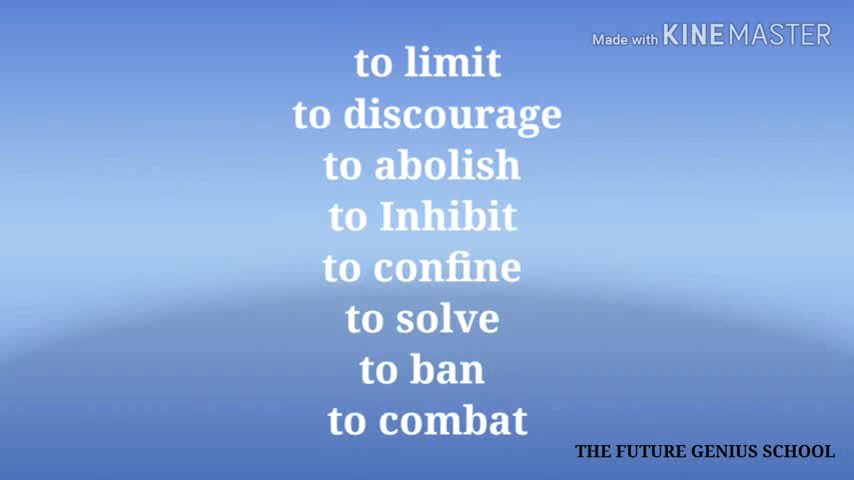 Made with KINEMASTER
to limit
to discourage
to abolish
to Inhibit
to confine
to solve
to ban
to combat
THE FUTURE GENIUS SCHOOL